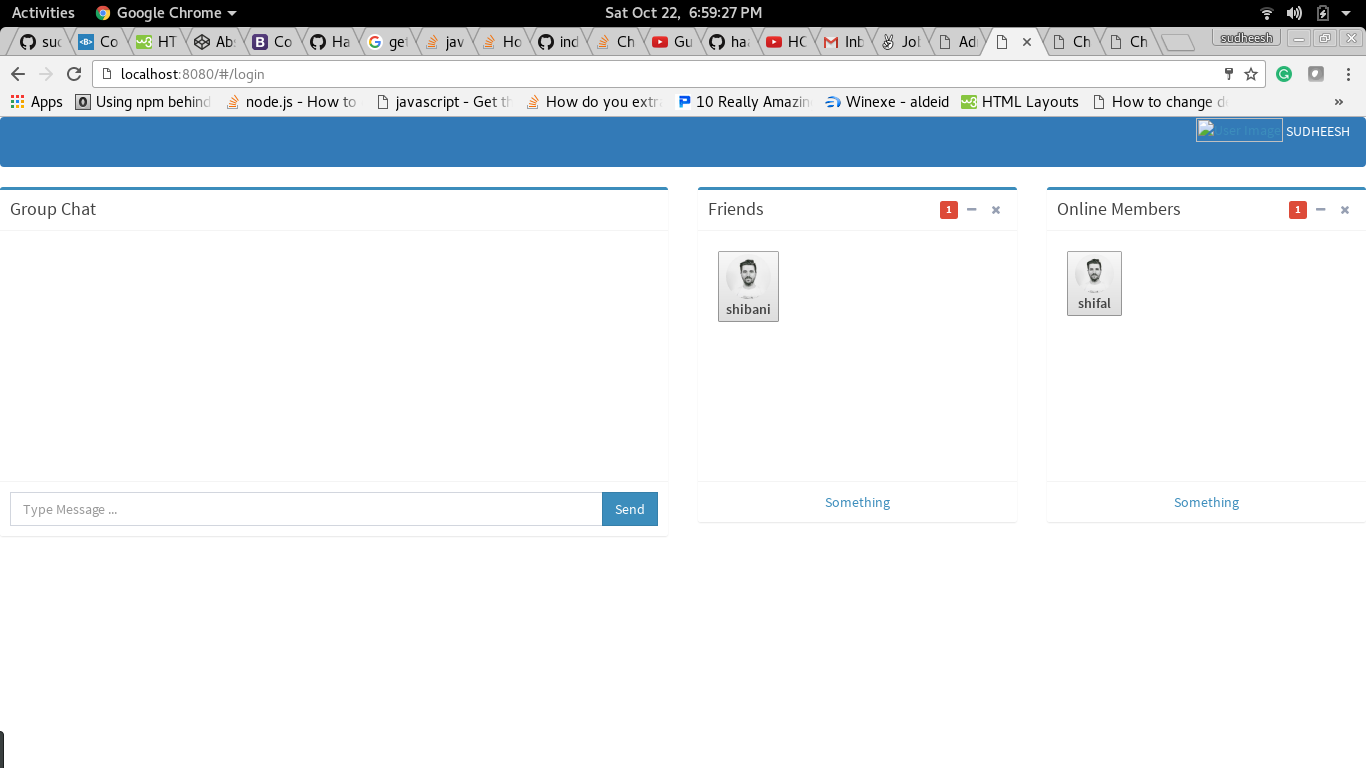 Activities Google Chrome Sat Oct 22, 6:59:27 PM
suc Co HT Abs Co Ha get jav Ho ind Ch Gu haa HC Inb Jol Ad Ch Ch sudheesh
localhost:8080/#/login
Apps Using npm behind node.js - How to javascript - Get th How do you extra 10 Really Amazin Winexe - aldeid HTML Layouts How to change d »
User Image SUDHEESH
Group Chat Friends 1 Online Members 1
shibani shifal
Type Message ... Send Something Something